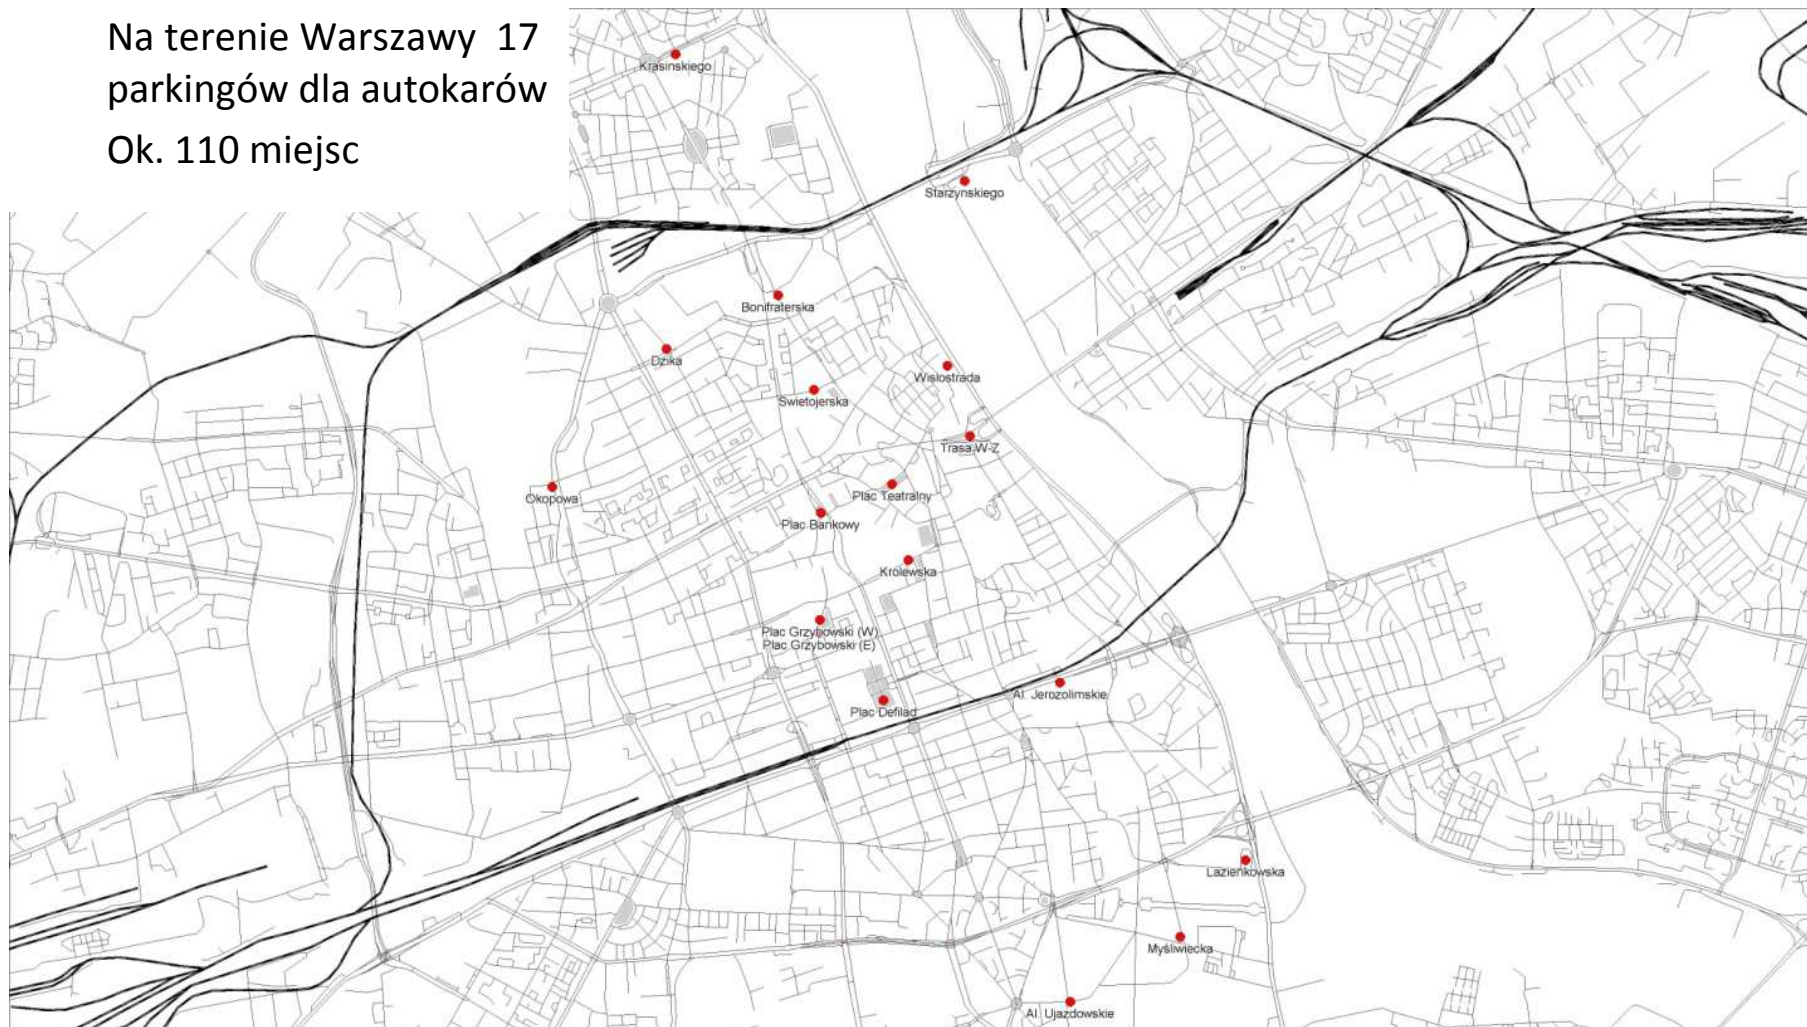 Na terenie Warszawy 17
parkingów dla autokarów
Ok. 110 miejsc
Krasinskiego
Starzynskiego
Bonifraterska
Dzika
Wislostrada
Swietojerska
Trasa W-Z
Okopowa
Plac Teatralny
Plac Bankowy
Krolewska
Plac Grzybowski (W)
Plac Grzybowski (E)
Al. Jerozolimskie
Plac Defilad
Lazienkowska
Myśliwiecka
Al. Ujazdowskie